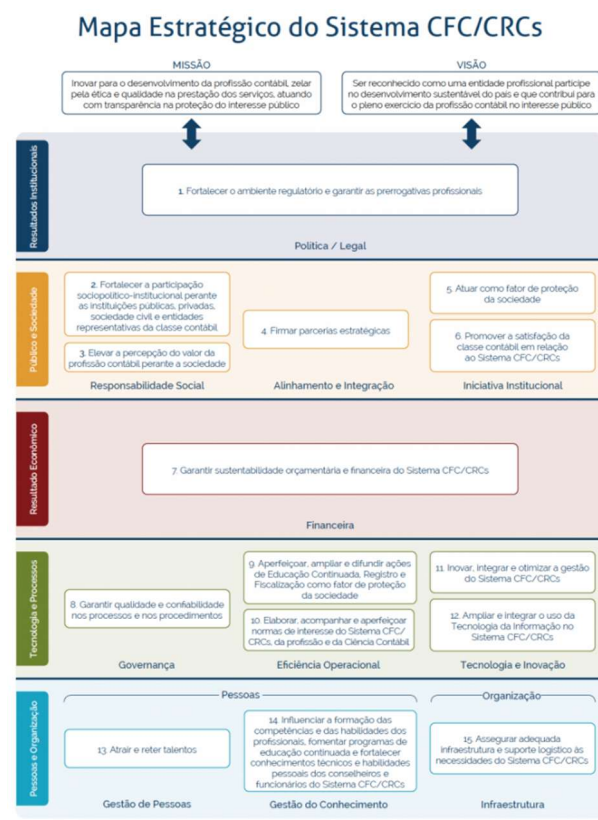 Mapa Estratégico do Sistema CFC/CRCs
MISSÃO
Inovar para o desenvolvimento da profissão contábil, zelar
pela ética e qualidade na prestação dos serviços, atuando
com transparência na proteção do interesse público
VISÃO
Ser reconhecido como uma entidade profissional partícipe
no desenvolvimento sustentável do país e que contribui para
o pleno exercício da profissão contábil no interesse público
Resultados Institucionais
1. Fortalecer o ambiente regulatório e garantir as prerrogativas profissionais
Política / Legal
Público e Sociedade
2. Fortalecer a participação
sociopolítico-institucional perante
as instituições públicas, privadas,
sociedade civil e entidades
representativas da classe contábil
3. Elevar a percepção do valor da
profissão contábil perante a sociedade
Responsabilidade Social
4. Firmar parcerias estratégicas
Alinhamento e Integração
5. Atuar como fator de proteção
da sociedade
6. Promover a satisfação da
classe contábil em relação
ao Sistema CFC/CRCs
Iniciativa Institucional
Resultado Econômico
7. Garantir sustentabilidade orçamentária e financeira do Sistema CFC/CRCs
Financeira
Tecnologia e Processos
8. Garantir qualidade e confiabilidade
nos processos e nos procedimentos
Governança
9. Aperfeiçoar, ampliar e difundir ações
de Educação Continuada, Registro e
Fiscalização como fator de proteção
da sociedade
10. Elaborar, acompanhar e aperfeiçoar
normas de interesse do Sistema CFC/
CRCs, da profissão e da Ciência Contábil
Eficiência Operacional
11. Inovar, integrar e otimizar a gestão
do Sistema CFC/CRCs
12. Ampliar e integrar o uso da
Tecnologia da Informação no
Sistema CFC/CRCs
Tecnologia e Inovação
Pessoas e Organização
Pessoas
13. Atrair e reter talentos
Gestão de Pessoas
14. Influenciar a formação das
competências e das habilidades dos
profissionais, fomentar programas de
educação continuada e fortalecer
conhecimentos técnicos e habilidades
pessoais dos conselheiros e
funcionários do Sistema CFC/CRCs
Gestão do Conhecimento
Organização
15. Assegurar adequada
infraestrutura e suporte logístico às
necessidades do Sistema CFC/CRCs
Infraestrutura